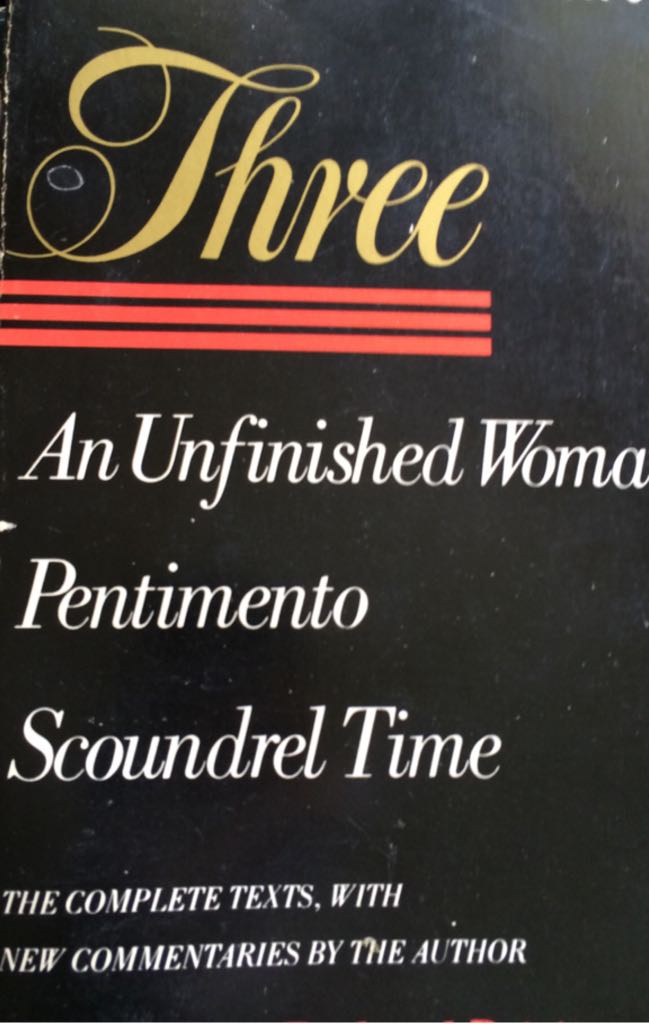 Three
An Unfinished Woma
Pentimento
Scoundrel Time
THE COMPLETE TEXTS, WITH
NEW COMMENTARIES BY THE AUTHOR